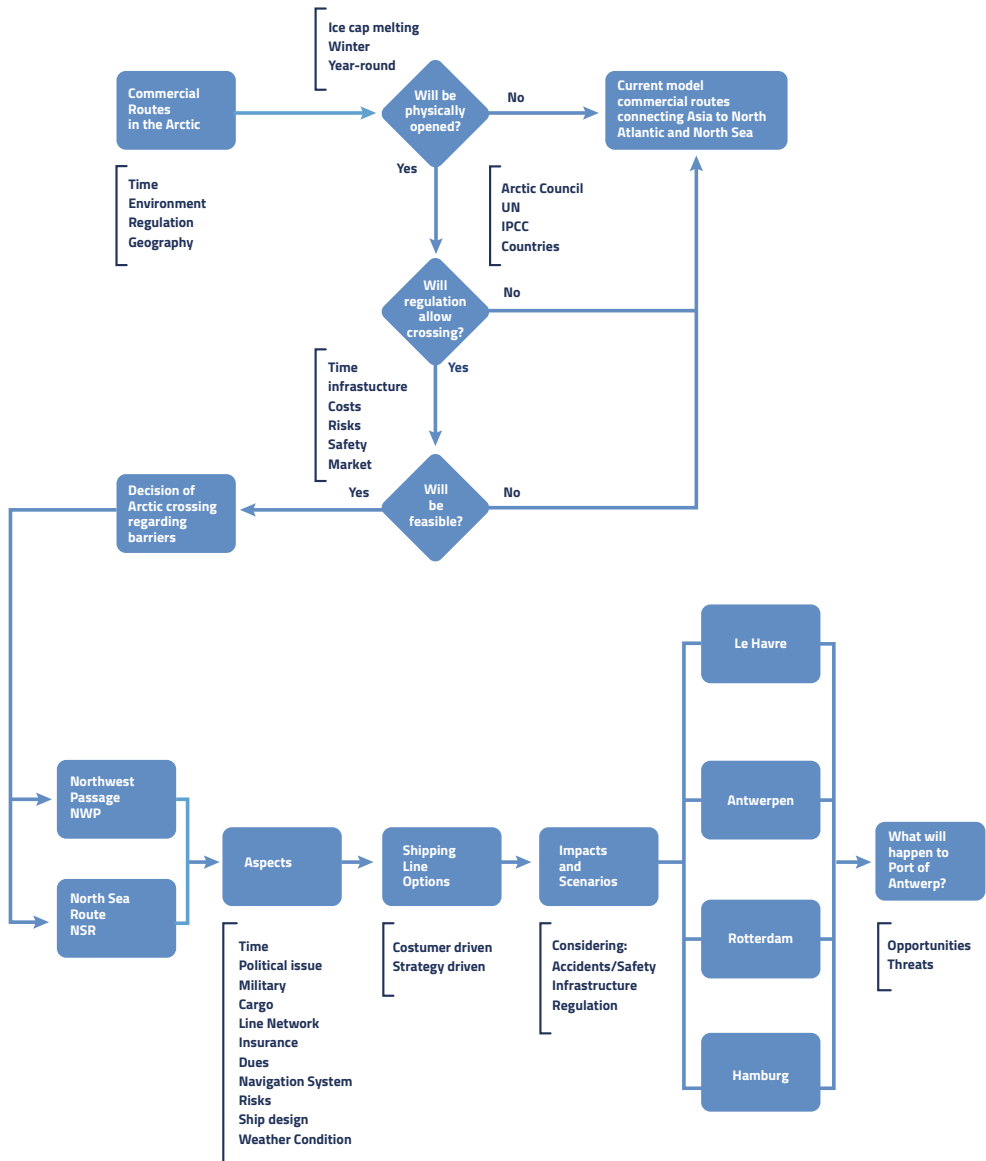 Ice cap melting
Winter
Year-round
Commercial
Routes
in the Arctic
Will be
physically
opened?
No
Current model
commercial routes
connecting Asia to North
Atlantic and North Sea
Yes
Time
Environment
Regulation
Geography
Arctic Council
UN
IPCC
Countries
Will
regulation
allow
crossing?
No
Yes
Time
infrastucture
Costs
Risks
Safety
Market
Decision of
Arctic crossing
regarding
barriers
Yes
Will
be
feasible?
No
Le Havre
Northwest
Passage
NWP
Antwerpen
North Sea
Route
NSR
Aspects
Shipping
Line
Options
Impacts
and
Scenarios
What will
happen to
Port of
Antwerp?
Rotterdam
Time
Political issue
Military
Cargo
Line Network
Insurance
Dues
Navigation System
Risks
Ship design
Weather Condition
Costumer driven
Strategy driven
Considering:
Accidents/Safety
Infrastructure
Regulation
Opportunities
Threats
Hamburg